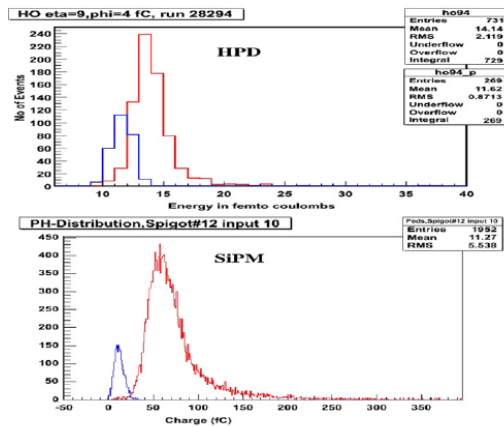 HO eta=9,phi=4 fC, run 28294
ho94
Entries 731
Mean 14.14
RMS 2.119
Underflow 0
Overflow 0
Integral 729
ho94_p
Entries 269
Mean 11.62
RMS 0.8713
Underflow 0
Overflow 0
Integral 269
HPD
No of Events
240
220
200
180
160
140
120
100
80
60
40
20
0
10 15 20 25 30 35 40
Energy in femto coulombs
PH-Distribution,Spigot#12 input 10
Peds,Spigot#12 input 10
Entries 1952
Mean 11.27
RMS 5.538
SiPM
450
400
350
300
250
200
150
100
50
0
-50 0 50 100 150 200 250 300 350
Charge (fC)